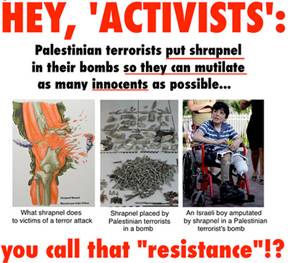 HEY, 'ACTIVISTS':
Palestinian terrorists put shrapnel
in their bombs so they can mutilate
as many innocents as possible...
What shrapnel does
to victims of a terror attack
Shrapnel placed by
Palestinian terrorists
in a bomb
An Israeli boy amputated
by shrapnel in a Palestinian
terrorist's bomb
you call that "resistance"!?